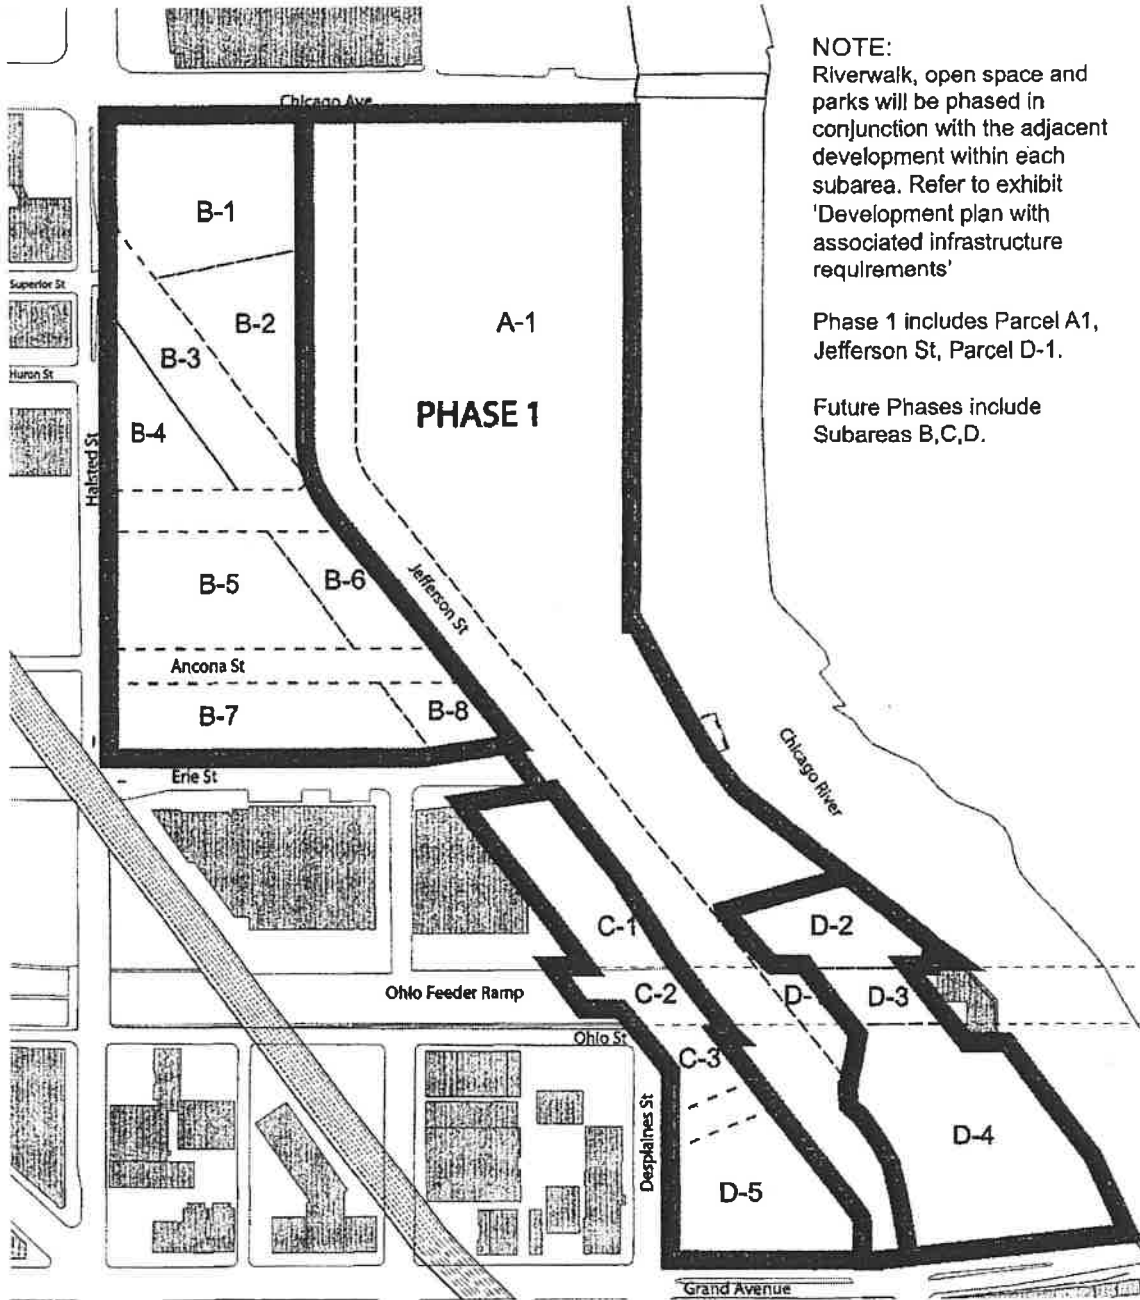 NOTE:
Riverwalk, open space and
parks will be phased in
conjunction with the adjacent
development within each
subarea. Refer to exhibit
'Development plan with
associated infrastructure
requirements'
Phase 1 includes Parcel A1,
Jefferson St, Parcel D-1.
Future Phases include
Subareas B,C,D.
Chicago Ave
B-1
Superior St
B-2
A-1
B-3
Huron St
PHASE 1
B-4
Halsted St
B-5
B-6
Jefferson St
Ancona St
B-7
B-8
Erie St
Chicago River
C-1
D-2
Ohio Feeder Ramp
C-2
D-
D-3
Ohio St
C-3
Desplaines St
D-4
D-5
Grand Avenue